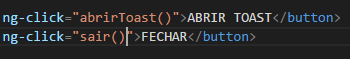 ng-click="abrirToast()">ABRIR TOAST</button>
ng-click="sair()">FECHAR</button>